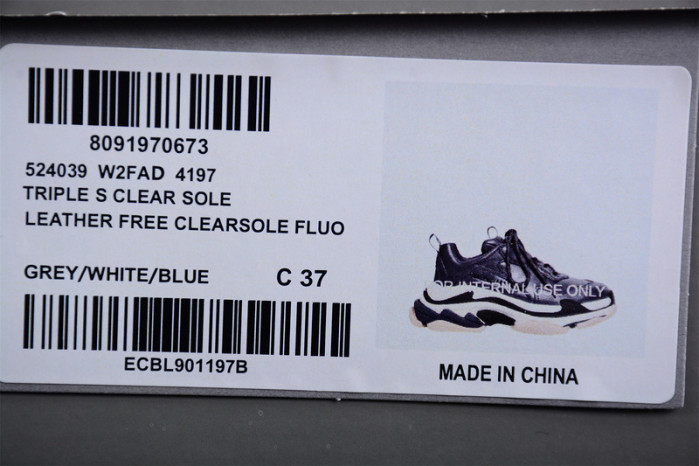 8091970673
524039 W2FAD 4197
TRIPLE S CLEAR SOLE
LEATHER FREE CLEARSOLE FLUO
GREY/WHITE/BLUE C 37
ECBL901197B
FOR INTERNAL USE ONLY
MADE IN CHINA